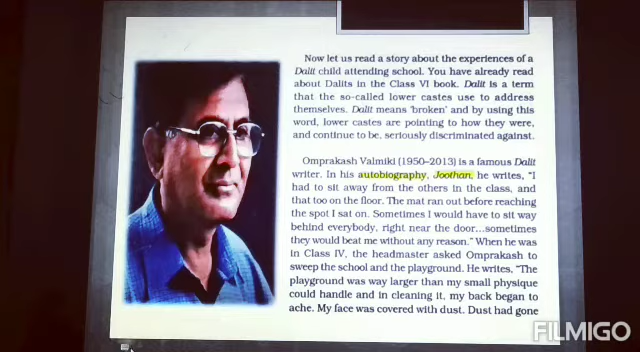 Now let us read a story about the experiences of a
Dalit child attending school. You have already read
about Dalits in the Class VI book. Dalit is a term
that the so-called lower castes use to address
themselves. Dalit means 'broken' and by using this
word, lower castes are pointing to how they were,
and continue to be, seriously discriminated against.
Omprakash Valmiki (1950–2013) is a famous Dalit
writer. In his autobiography, Joothan, he writes, "I
had to sit away from the others in the class, and
that too on the floor. The mat ran out before reaching
the spot I sat on. Sometimes I would have to sit way
behind everybody, right near the door...sometimes
they would beat me without any reason." When he was
in Class IV, the headmaster asked Omprakash to
sweep the school and the playground. He writes, "The
playground was way larger than my small physique
could handle and in cleaning it, my back began to
ache. My face was covered with dust. Dust had gone
FILMIGO